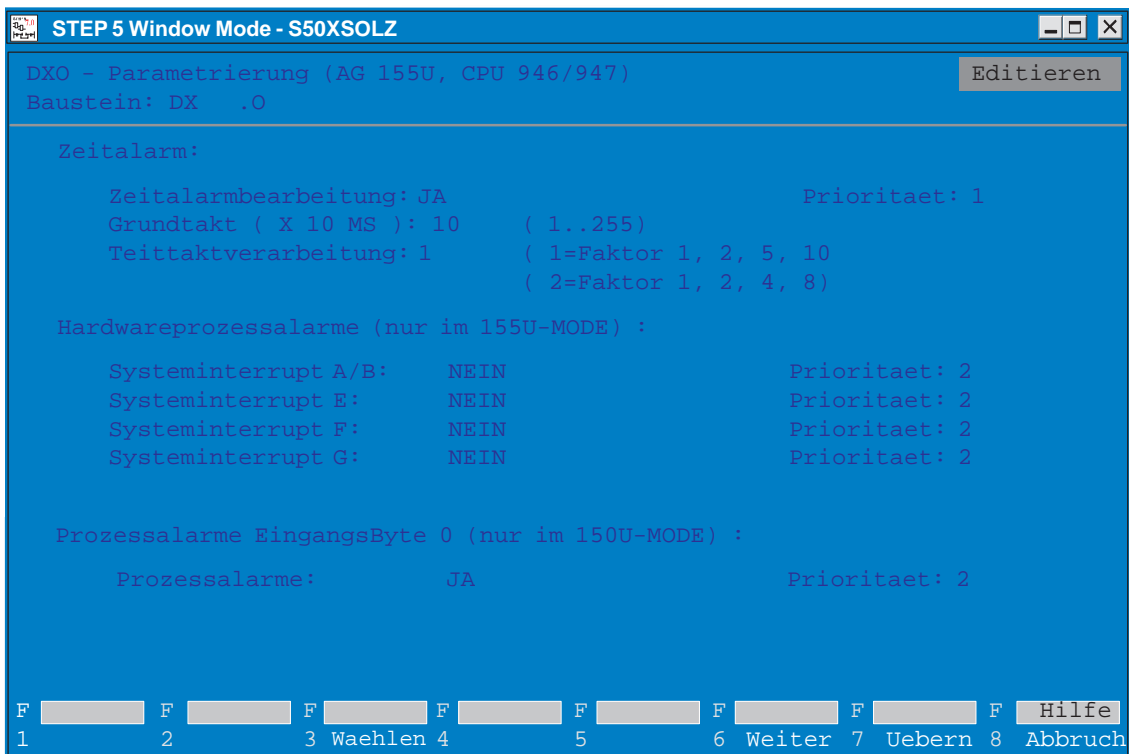 STEP 5 Window Mode - S50XSOLZ
DXO - Parametrierung (AG 155U, CPU 946/947) Editieren
Baustein: DX .O
Zeitalarm:
Zeitalarmbearbeitung: JA Prioritaet: 1
Grundtakt ( X 10 MS ): 10 ( 1..255)
Teittaktverarbeitung: 1 ( 1=Faktor 1, 2, 5, 10
( 2=Faktor 1, 2, 4, 8)
Hardwareprozessalarme (nur im 155U-MODE) :
Systeminterrupt A/B: NEIN Prioritaet: 2
Systeminterrupt E: NEIN Prioritaet: 2
Systeminterrupt F: NEIN Prioritaet: 2
Systeminterrupt G: NEIN Prioritaet: 2
Prozessalarme EingangsByte 0 (nur im 150U-MODE) :
Prozessalarme: JA Prioritaet: 2
F F F F F F F F Hilfe
1 2 3 Waehlen 4 5 6 Weiter 7 Uebern 8 Abbruch